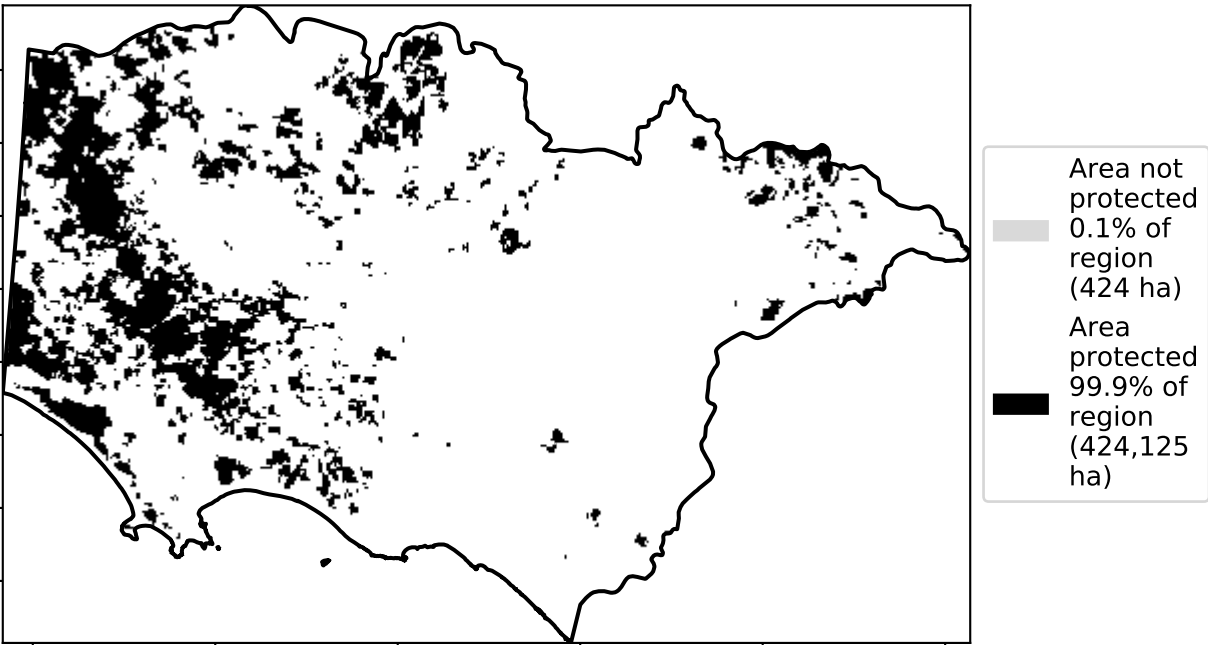 Area not
protected
0.1% of
region
(424 ha)
Area
protected
99.9% of
region
(424,125
ha)